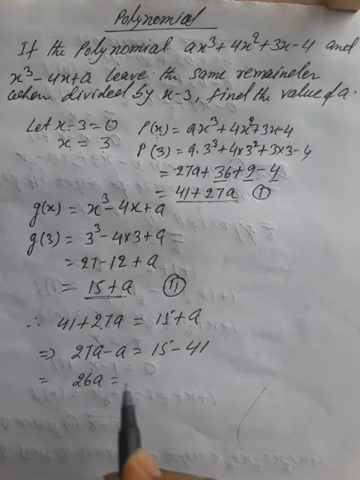 Polynomial
If the Polynomial ax³+4x²+3x-4 and
x³-4x+a leave the same remainder
when divided by x-3, find the value of a.
Let x-3=0 P(x) = ax³+4x²+3x-4
x = 3 P(3) = a.3³+4x3²+3x3-4
= 27a+36+9-4
= 41+27a (I)
g(x) = x³-4x+a
g(3) = 3³-4x3+a
= 27-12+a
= 15+a (II)
∴ 41+27a = 15+a
⇒ 27a-a = 15-41
= 26a =